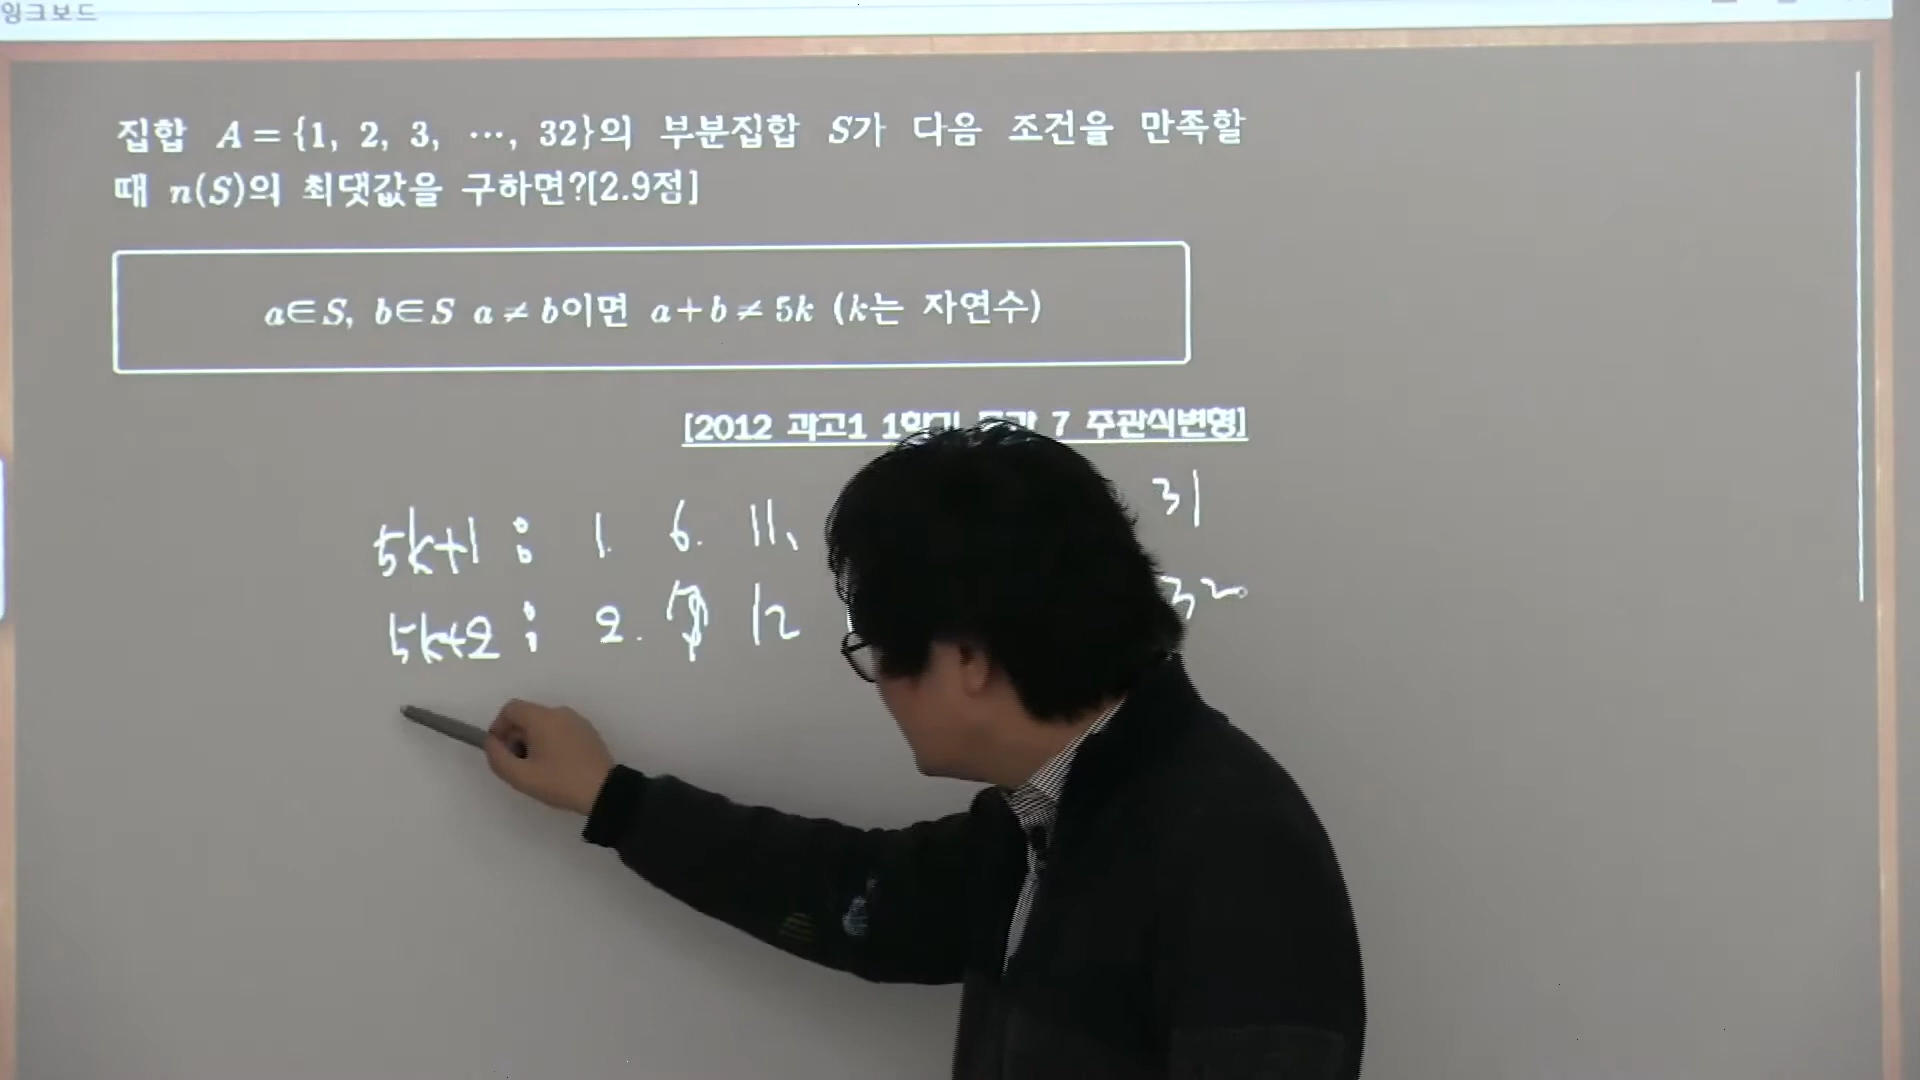 잉크보드
집합 A = {1, 2, 3, ⋯, 32}의 부분집합 S가 다음 조건을 만족할
때 n(S)의 최댓값을 구하면?[2.9점]
a∈S, b∈S a ≠ b이면 a + b ≠ 5k (k는 자연수)
[2012 과고1 7 주관식변형]
5k+1 : 1. 6. 11, 31
5k+2 : 2. 12 32